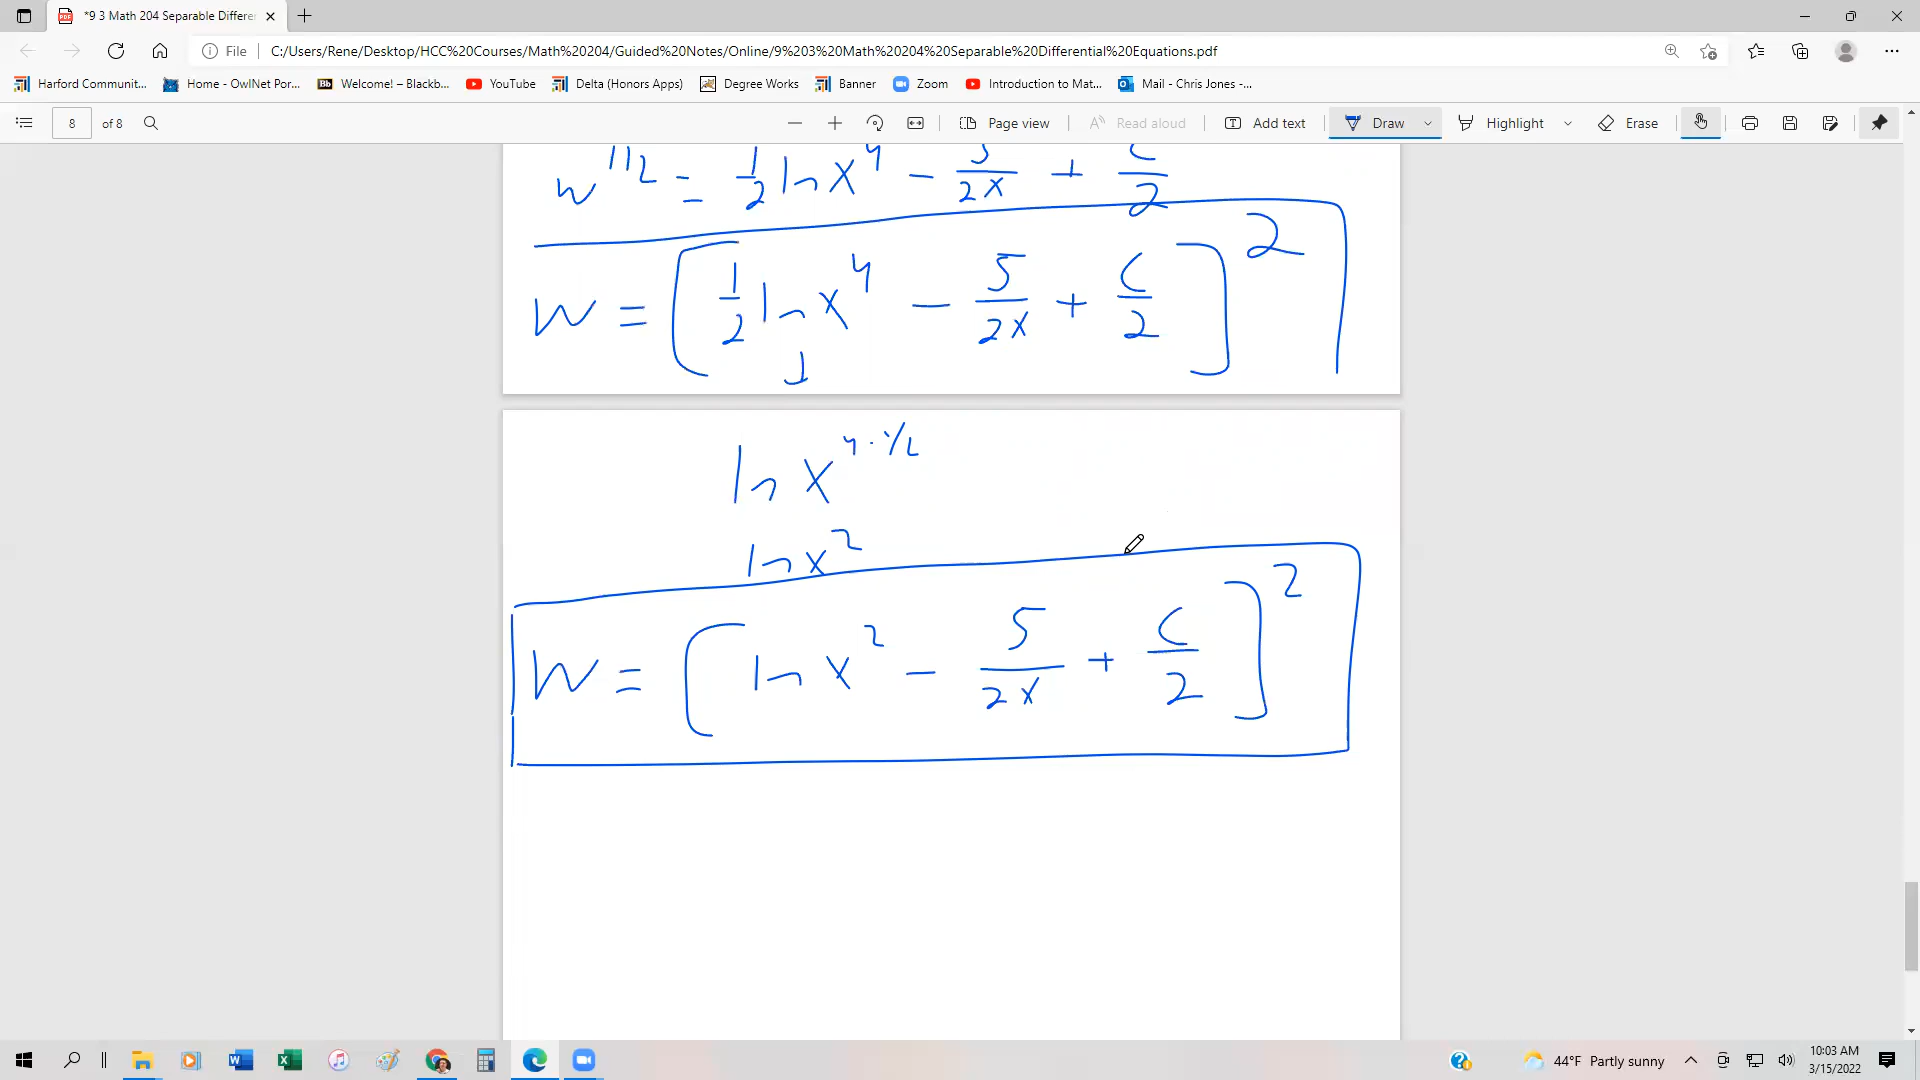 *9 3 Math 204 Separable Differe
File C:/Users/Rene/Desktop/HCC%20Courses/Math%20204/Guided%20Notes/Online/9%203%20Math%20204%20Separable%20Differential%20Equations.pdf
Harford Communit... Home - OwlNet Por... Bb Welcome! – Blackb... YouTube Delta (Honors Apps) Degree Works Banner Zoom Introduction to Mat... Mail - Chris Jones -...
8 of 8 Page view Read aloud Add text Draw Highlight Erase
w^1/2 = 1/2 ln x^4 - 5/2x + c/2
w = [1/2 ln x^4 - 5/2x + c/2]^2
ln x^4·1/2
ln x^2
w = [ln x^2 - 5/2x + c/2]^2
44°F Partly sunny 10:03 AM
3/15/2022